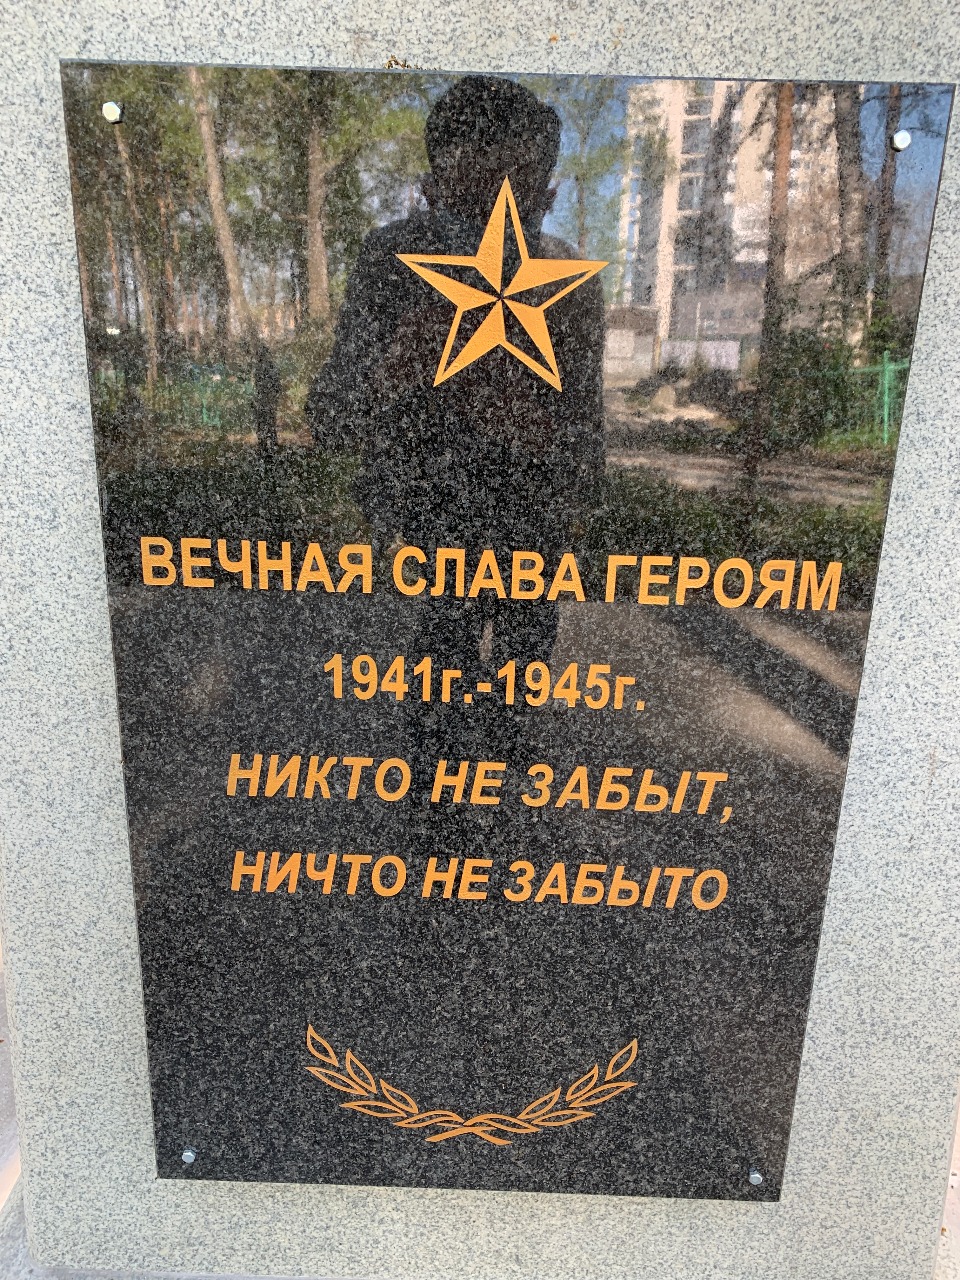 ВЕЧНАЯ СЛАВА ГЕРОЯМ
1941г.-1945г.
НИКТО НЕ ЗАБЫТ,
НИЧТО НЕ ЗАБЫТО